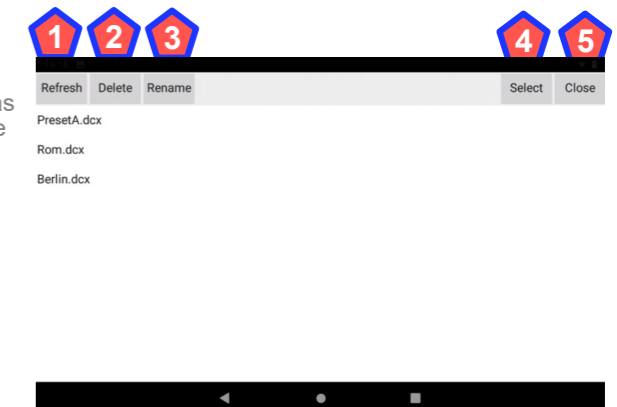 1 2 3 4 5
Refresh Delete Rename Select Close
PresetA.dcx
Rom.dcx
Berlin.dcx